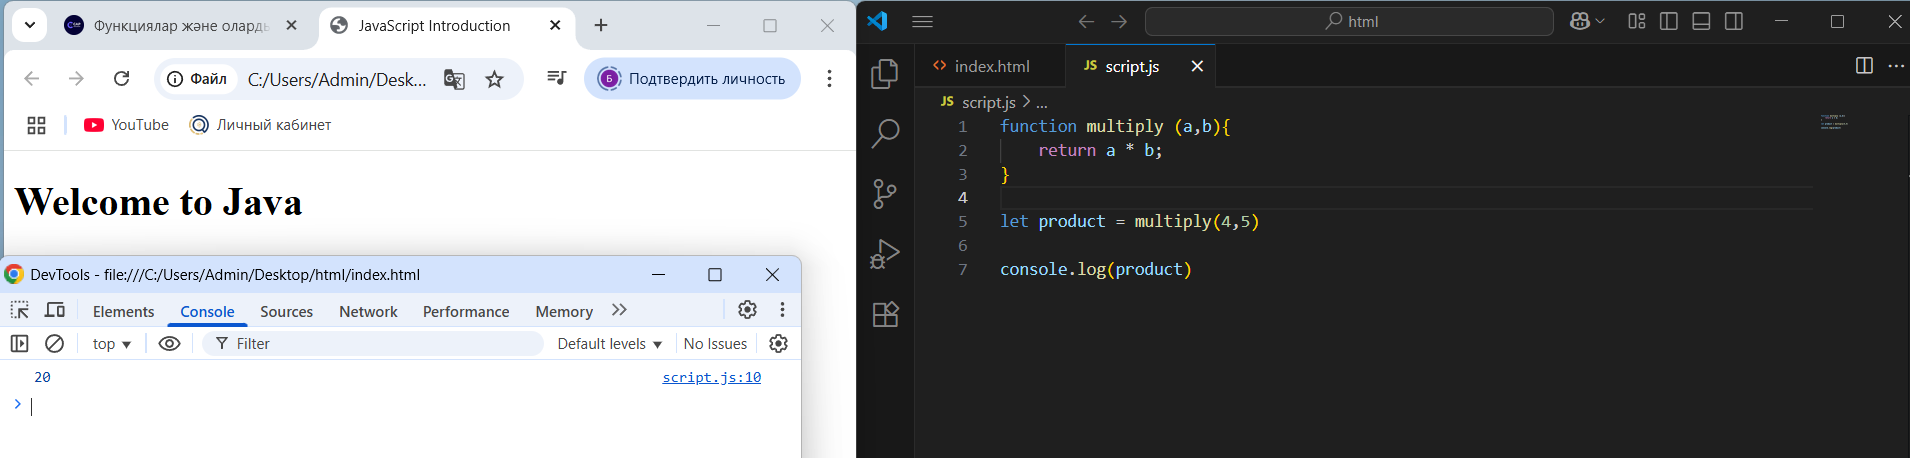 Функциялар және оларды
JavaScript Introduction
Файл
C:/Users/Admin/Desk...
Б
Подтвердить личность
YouTube
Личный кабинет
Welcome to Java
DevTools - file:///C:/Users/Admin/Desktop/html/index.html
Elements Console Sources Network Performance Memory
top
Filter
Default levels
No Issues
20 script.js:10
html
index.html
JS script.js
JS script.js > ...
1 function multiply (a,b){
2 return a * b;
3 }
4
5 let product = multiply(4,5)
6
7 console.log(product)